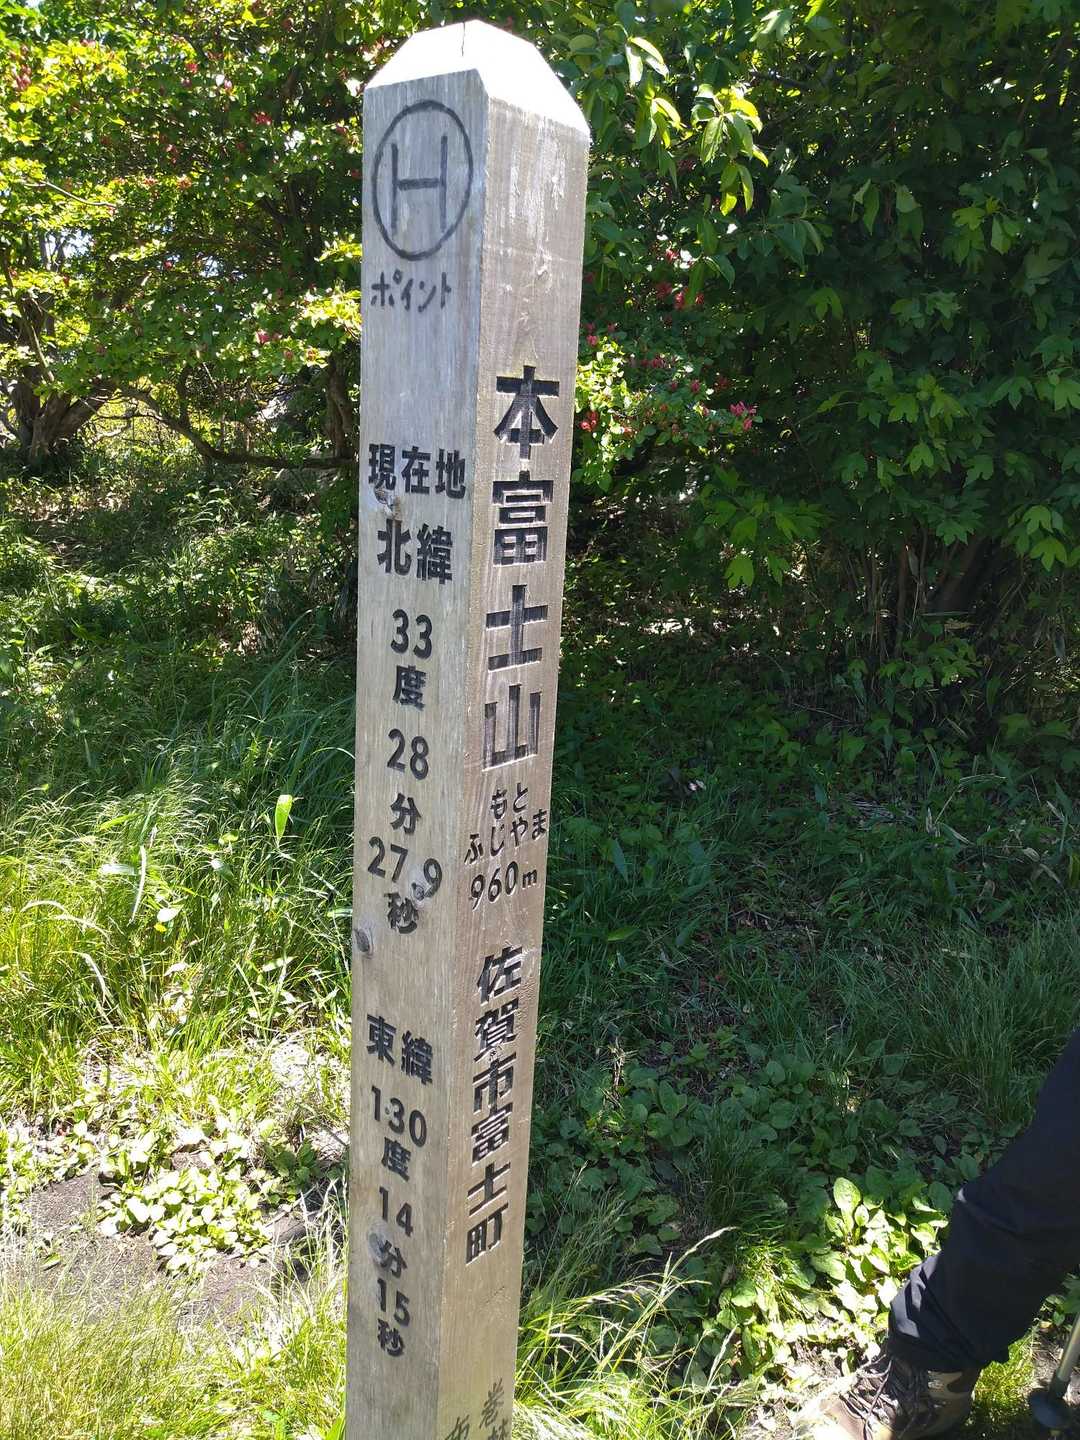 H
ポイント
現在地
北緯
33
度
28
分
27.9
秒
東緯
130
度
14
分
15
秒
本富士山
もと
ふじやま
960m
佐賀市富士町